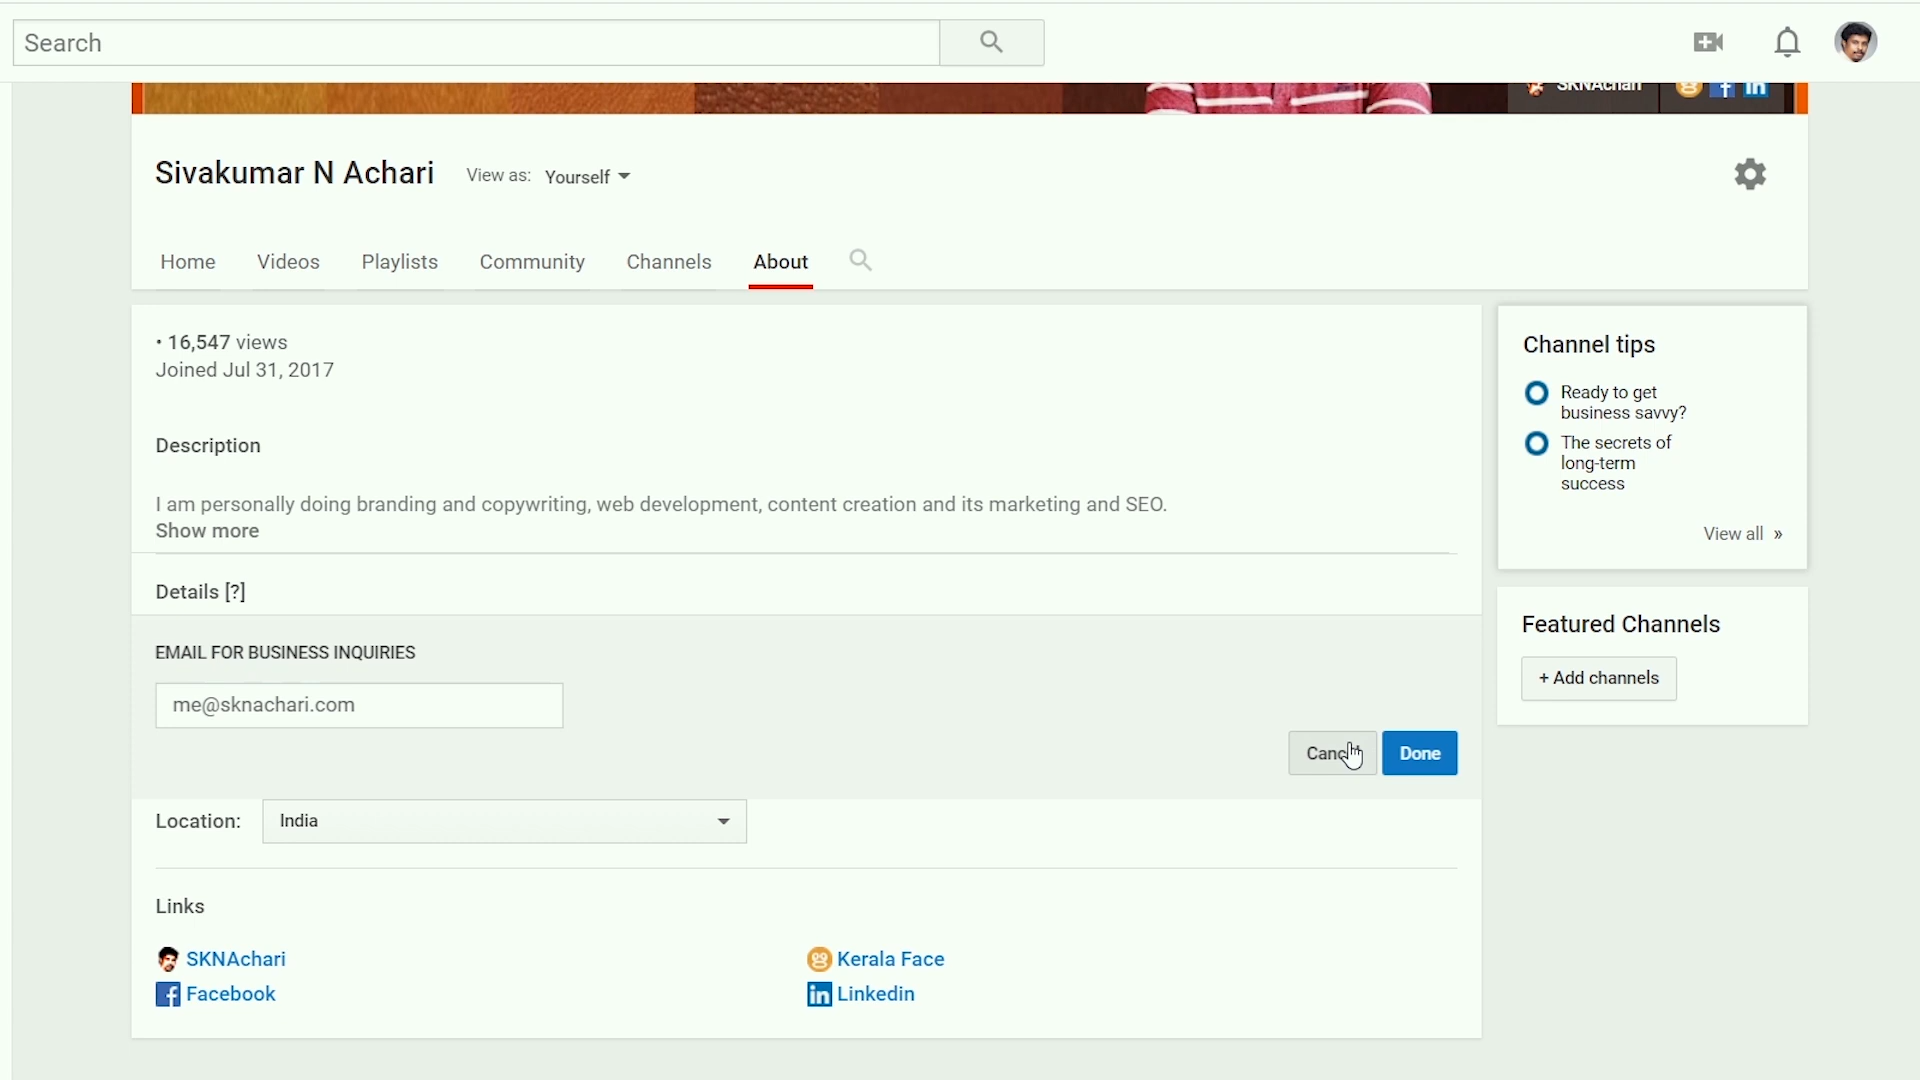 Search
SKNAchari
Sivakumar N Achari
View as: Yourself
Home Videos Playlists Community Channels About
• 16,547 views
Joined Jul 31, 2017
Description
I am personally doing branding and copywriting, web development, content creation and its marketing and SEO.
Show more
Details [?]
EMAIL FOR BUSINESS INQUIRIES
me@sknachari.com
Done
Location: India
Links
SKNAchari Kerala Face
Facebook Linkedin
Channel tips
Ready to get
business savvy?
The secrets of
long-term
success
View all »
Featured Channels
+ Add channels